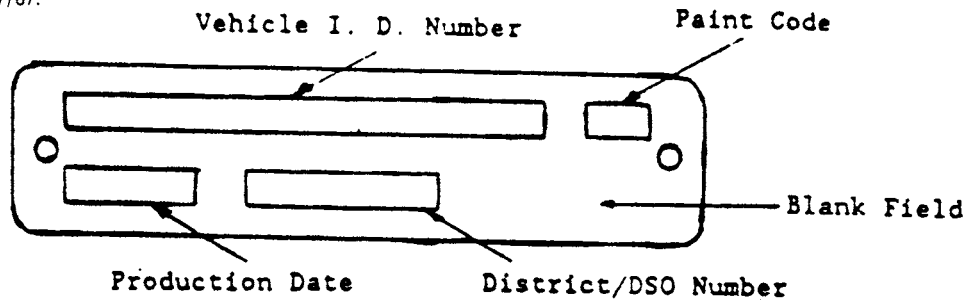 Vehicle I. D. Number
Paint Code
Blank Field
Production Date
District/DSO Number